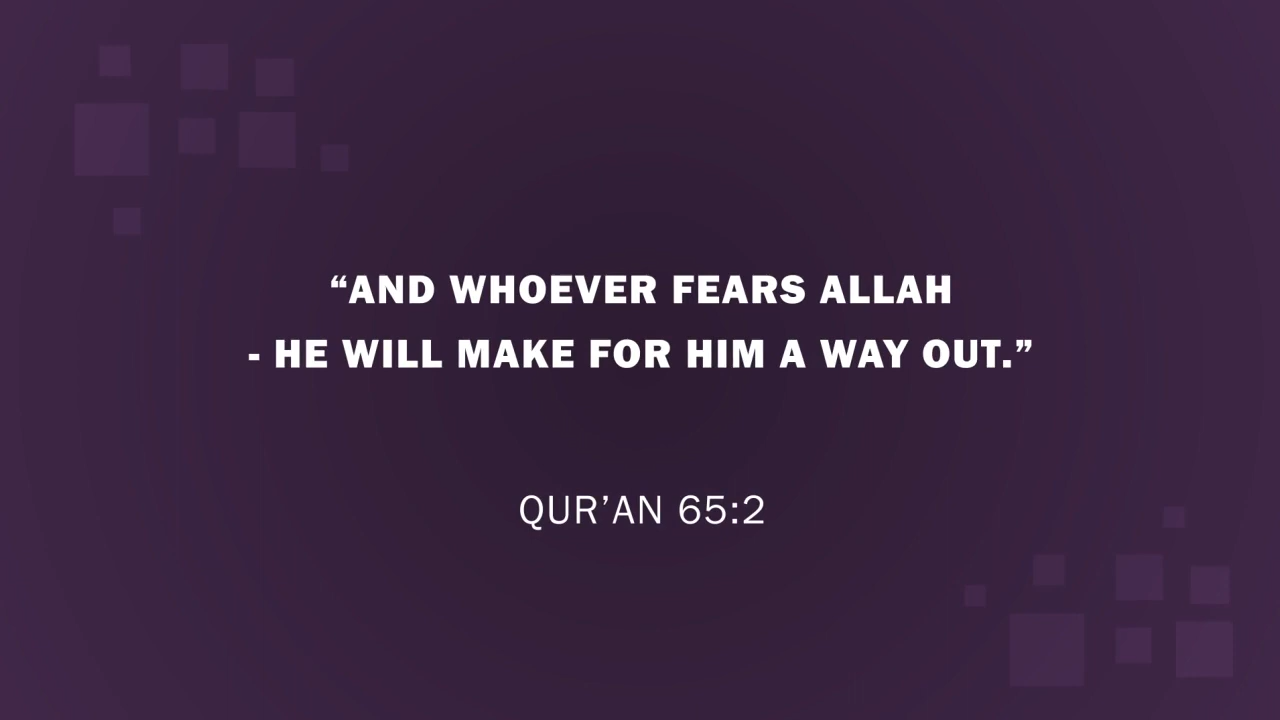 “AND WHOEVER FEARS ALLAH
- HE WILL MAKE FOR HIM A WAY OUT.”
QUR’AN 65:2